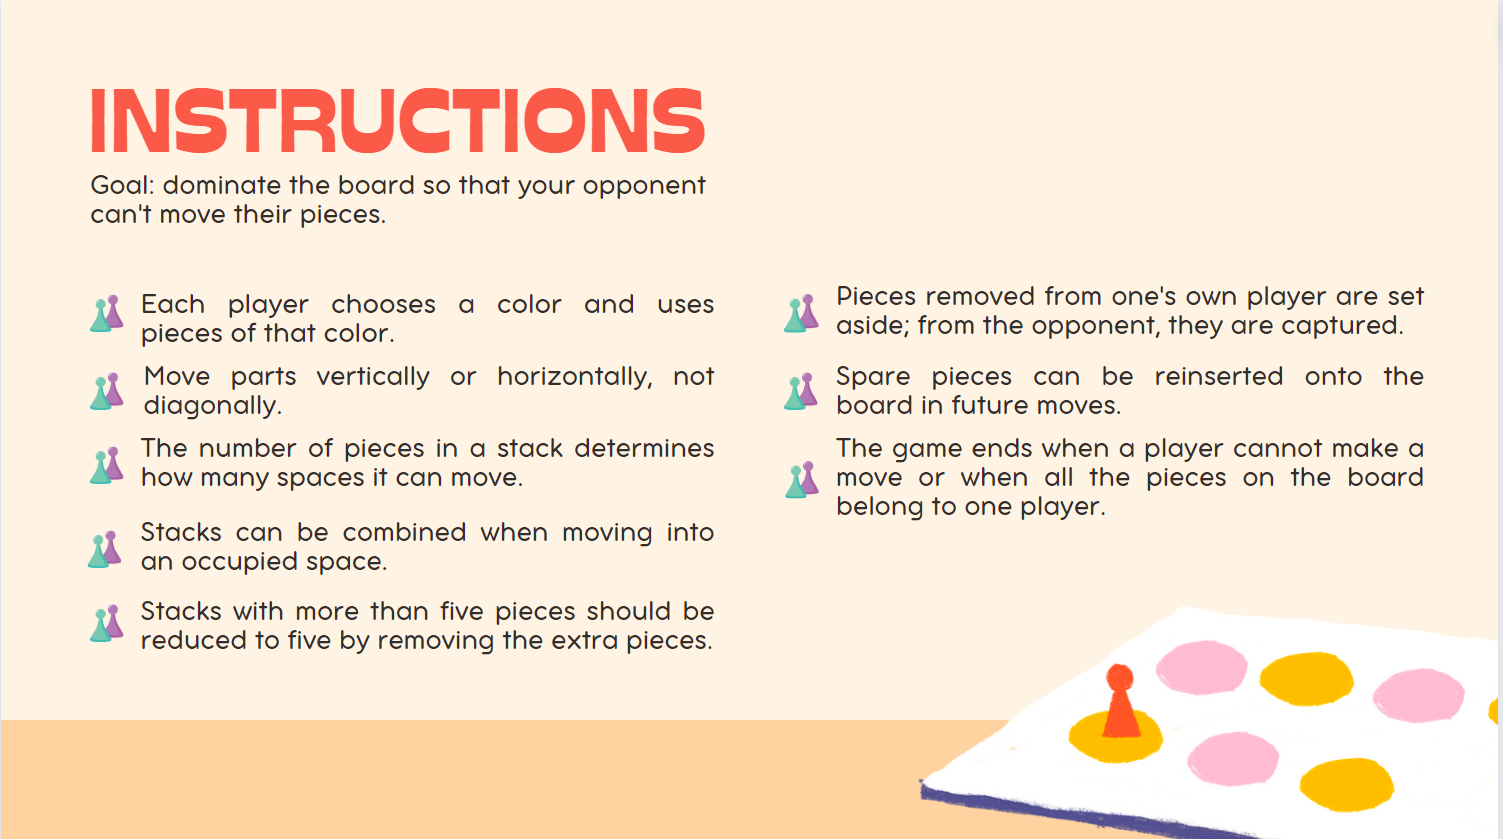 INSTRUCTIONS
Goal: dominate the board so that your opponent
can't move their pieces.
Each player chooses a color and uses
pieces of that color.
Move parts vertically or horizontally, not
diagonally.
The number of pieces in a stack determines
how many spaces it can move.
Stacks can be combined when moving into
an occupied space.
Stacks with more than five pieces should be
reduced to five by removing the extra pieces.
Pieces removed from one's own player are set
aside; from the opponent, they are captured.
Spare pieces can be reinserted onto the
board in future moves.
The game ends when a player cannot make a
move or when all the pieces on the board
belong to one player.